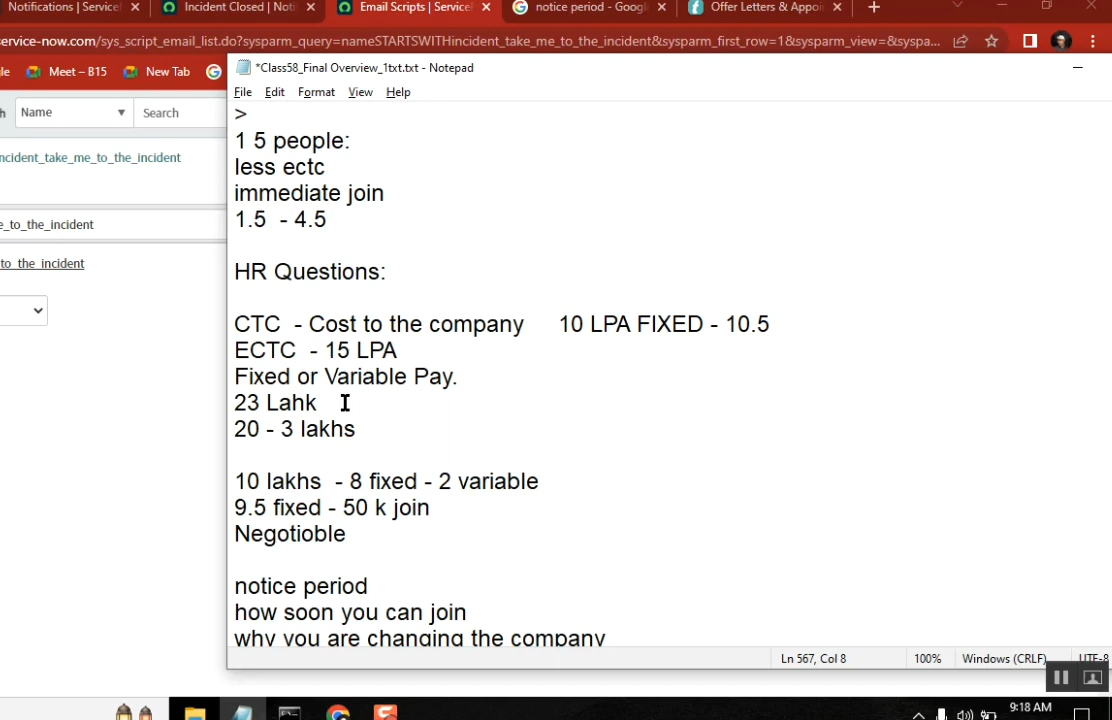 Notifications | Service
Incident Closed | Noti
Email Scripts | Service
notice period - Google
Offer Letters & Appoi
ervice-now.com/sys_script_email_list.do?sysparm_query=nameSTARTSWITHincident_take_me_to_the_incident&sysparm_first_row=1&sysparm_view=&syspa...
le Meet – B15 New Tab
*Class58_Final Overview_1txt.txt - Notepad
File Edit Format View Help
h Name Search
ncident_take_me_to_the_incident
e_to_the_incident
to_the_incident
>
1 5 people:
less ectc
immediate join
1.5 - 4.5
HR Questions:
CTC - Cost to the company 10 LPA FIXED - 10.5
ECTC - 15 LPA
Fixed or Variable Pay.
23 Lahk
20 - 3 lakhs
10 lakhs - 8 fixed - 2 variable
9.5 fixed - 50 k join
Negotioble
notice period
how soon you can join
why you are changing the company
Ln 567, Col 8 100% Windows (CRLF) UTF-8
9:18 AM